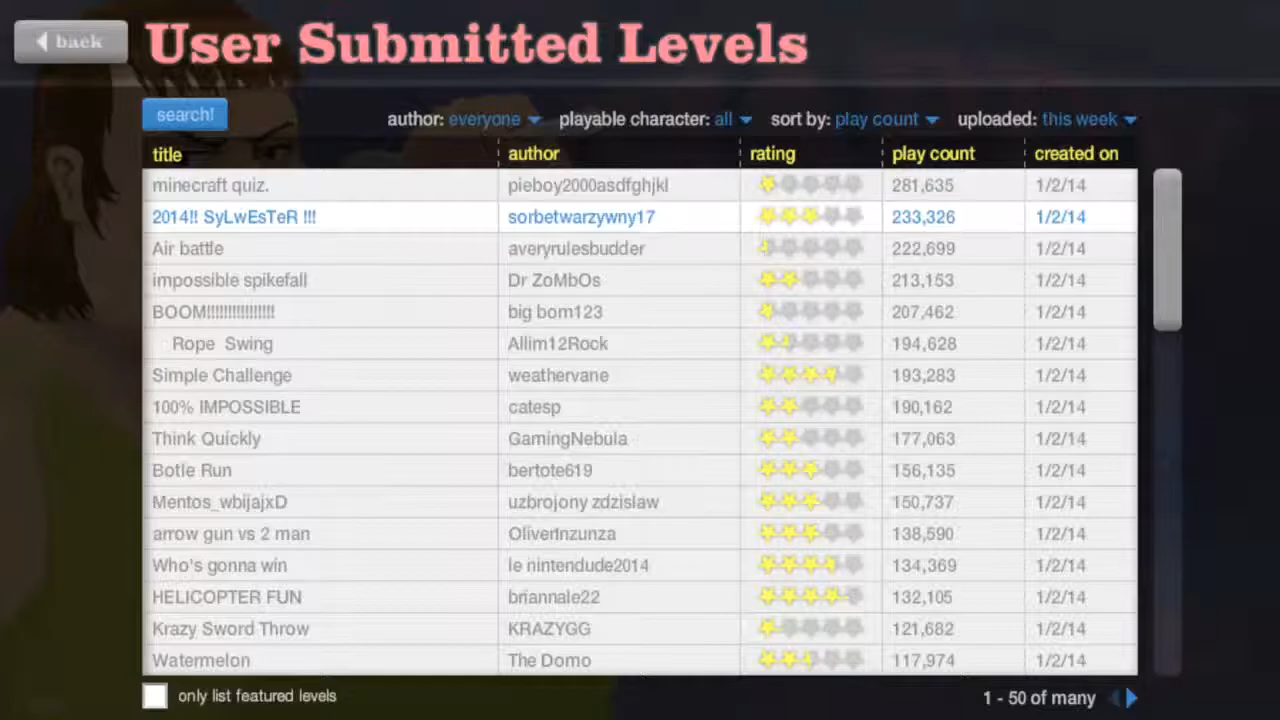 back
User Submitted Levels
search!
author: everyone playable character: all sort by: play count uploaded: this week
title author rating play count created on
minecraft quiz. pieboy2000asdfghjkl 281,635 1/2/14
2014!! SyLwEsTeR !!! sorbetwarzywny17 233,326 1/2/14
Air battle averyrulesbudder 222,699 1/2/14
impossible spikefall Dr ZoMbOs 213,153 1/2/14
BOOM!!!!!!!!!!!!!!!! big bom123 207,462 1/2/14
Rope Swing Allim12Rock 194,628 1/2/14
Simple Challenge weathervane 193,283 1/2/14
100% IMPOSSIBLE catesp 190,162 1/2/14
Think Quickly GamingNebula 177,063 1/2/14
Botle Run bertote619 156,135 1/2/14
Mentos_wbijajxD uzbrojony zdzislaw 150,737 1/2/14
arrow gun vs 2 man OliverInzunza 138,590 1/2/14
Who's gonna win le nintendude2014 134,369 1/2/14
HELICOPTER FUN briannale22 132,105 1/2/14
Krazy Sword Throw KRAZYGG 121,682 1/2/14
Watermelon The Domo 117,974 1/2/14
only list featured levels 1 - 50 of many